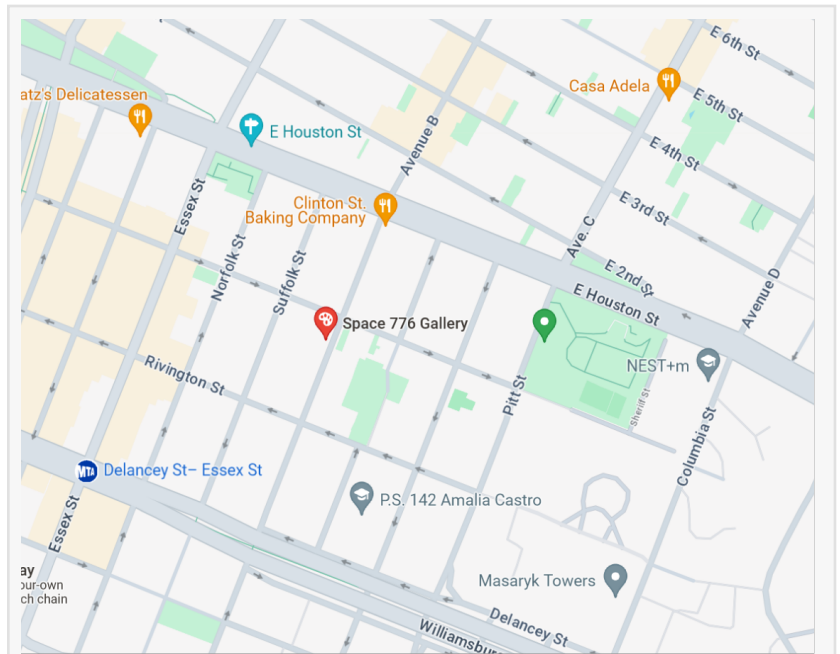 E 6th St
atz's Delicatessen
Casa Adela
E 5th St
E Houston St
Avenue B
E 4th St
Essex St
Clinton St.
Baking Company
E 3rd St
Ave. C
Norfolk St
Suffolk St
E 2nd St
E Houston St
Avenue D
Space 776 Gallery
NEST+m
Rivington St
Pitt St
Sheriff St
Columbia St
MTA
Delancey St– Essex St
P.S. 142 Amalia Castro
Essex St
ay
our-own
ch chain
Masaryk Towers
Delancey St
Williamsbur